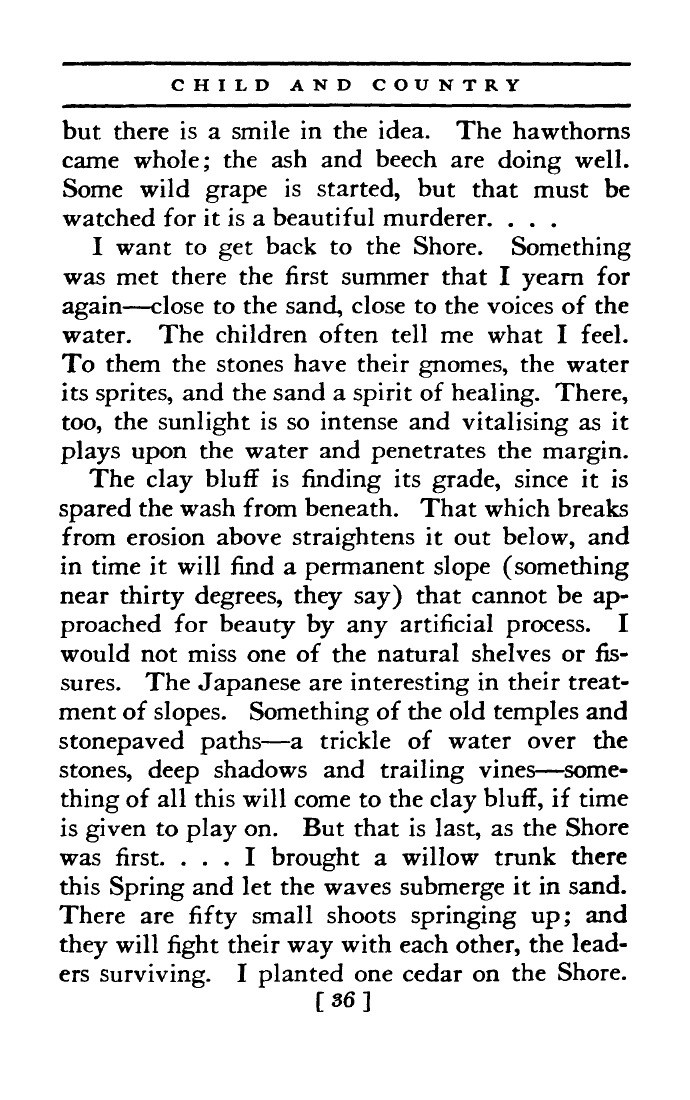 CHILD AND COUNTRY
but there is a smile in the idea. The hawthorns
came whole; the ash and beech are doing well.
Some wild grape is started, but that must be
watched for it is a beautiful murderer. . . .
I want to get back to the Shore. Something
was met there the first summer that I yearn for
again—close to the sand, close to the voices of the
water. The children often tell me what I feel.
To them the stones have their gnomes, the water
its sprites, and the sand a spirit of healing. There,
too, the sunlight is so intense and vitalising as it
plays upon the water and penetrates the margin.
The clay bluff is finding its grade, since it is
spared the wash from beneath. That which breaks
from erosion above straightens it out below, and
in time it will find a permanent slope (something
near thirty degrees, they say) that cannot be ap-
proached for beauty by any artificial process. I
would not miss one of the natural shelves or fis-
sures. The Japanese are interesting in their treat-
ment of slopes. Something of the old temples and
stonepaved paths—a trickle of water over the
stones, deep shadows and trailing vines—some-
thing of all this will come to the clay bluff, if time
is given to play on. But that is last, as the Shore
was first. . . . I brought a willow trunk there
this Spring and let the waves submerge it in sand.
There are fifty small shoots springing up; and
they will fight their way with each other, the lead-
ers surviving. I planted one cedar on the Shore.
[ 36 ]